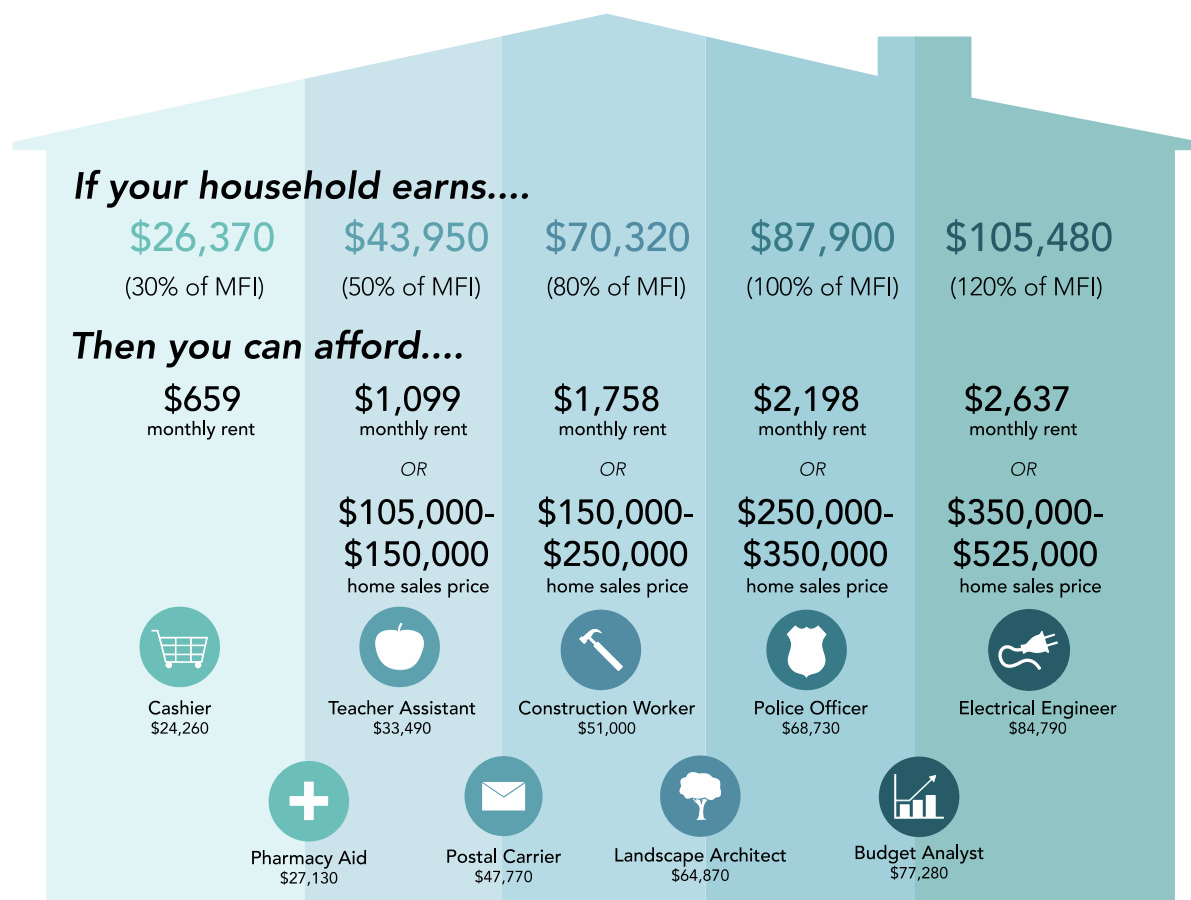 If your household earns....
$26,370 $43,950 $70,320 $87,900 $105,480
(30% of MFI) (50% of MFI) (80% of MFI) (100% of MFI) (120% of MFI)
Then you can afford....
$659 $1,099 $1,758 $2,198 $2,637
monthly rent monthly rent monthly rent monthly rent monthly rent
OR OR OR OR
$105,000- $150,000- $250,000- $350,000-
$150,000 $250,000 $350,000 $525,000
home sales price home sales price home sales price home sales price
Cashier Teacher Assistant Construction Worker Police Officer Electrical Engineer
$24,260 $33,490 $51,000 $68,730 $84,790
Pharmacy Aid Postal Carrier Landscape Architect Budget Analyst
$27,130 $47,770 $64,870 $77,280